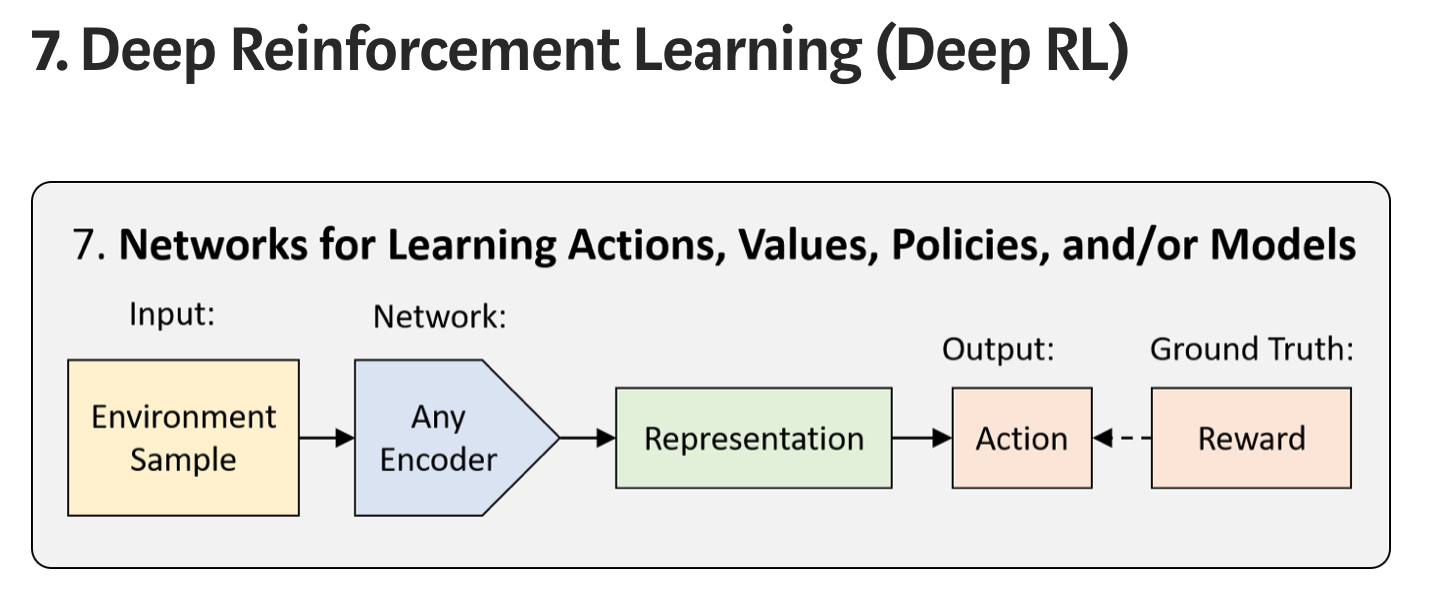 7. Deep Reinforcement Learning (Deep RL)
7. Networks for Learning Actions, Values, Policies, and/or Models
Input:
Network:
Output:
Ground Truth:
Environment
Sample
Any
Encoder
Representation
Action
Reward